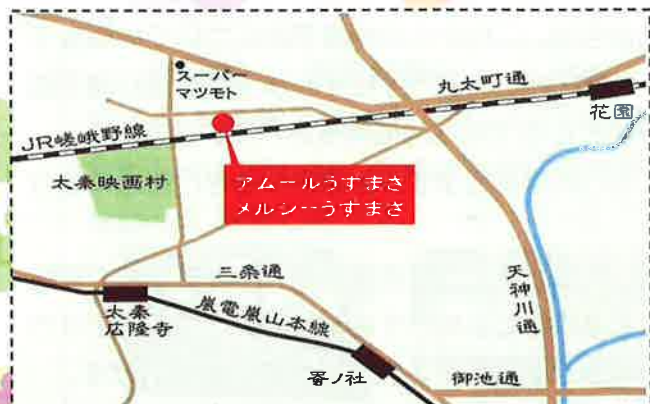 スーパー
マツモト
丸太町通
花園
JR嵯峨野線
太秦映画村
アムールうずまさ
メルシーうずまさ
三条通
天神川通
太秦
広隆寺
嵐電嵐山本線
蚕ノ社
御池通